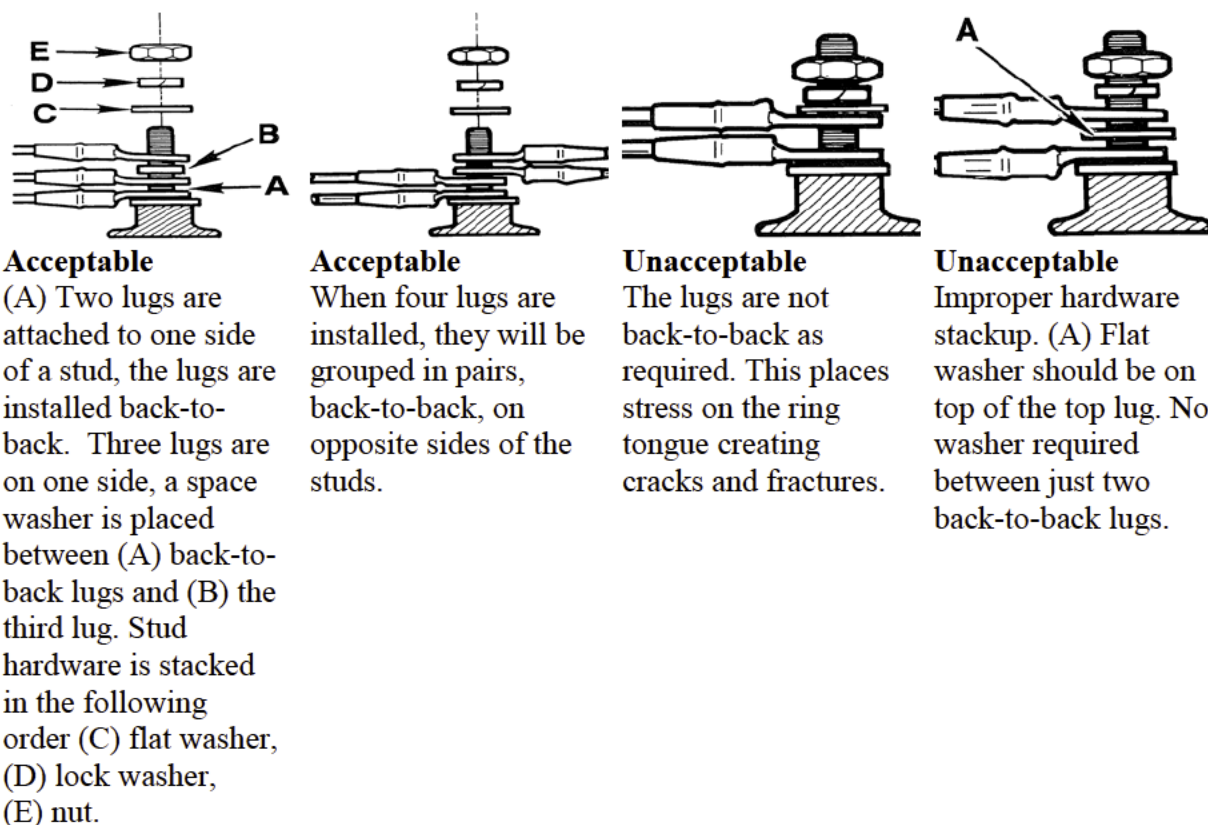 E
D
C
B
A
A
Acceptable
(A) Two lugs are
attached to one side
of a stud, the lugs are
installed back-to-
back.  Three lugs are
on one side, a space
washer is placed
between (A) back-to-
back lugs and (B) the
third lug. Stud
hardware is stacked
in the following
order (C) flat washer,
(D) lock washer,
(E) nut.
Acceptable
When four lugs are
installed, they will be
grouped in pairs,
back-to-back, on
opposite sides of the
studs.
Unacceptable
The lugs are not
back-to-back as
required. This places
stress on the ring
tongue creating
cracks and fractures.
Unacceptable
Improper hardware
stackup. (A) Flat
washer should be on
top of the top lug. No
washer required
between just two
back-to-back lugs.